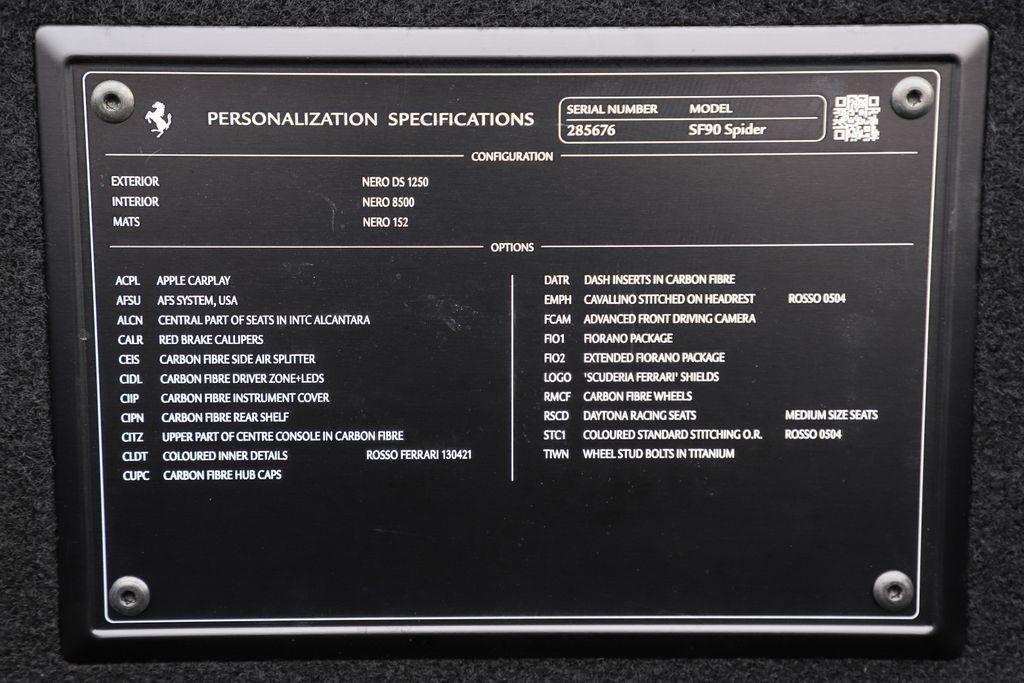 PERSONALIZATION SPECIFICATIONS
SERIAL NUMBER MODEL
285676 SF90 Spider
CONFIGURATION
EXTERIOR NERO DS 1250
INTERIOR NERO 8500
MATS NERO 152
OPTIONS
ACPL APPLE CARPLAY
AFSU AFS SYSTEM, USA
ALCN CENTRAL PART OF SEATS IN INTC ALCANTARA
CALR RED BRAKE CALLIPERS
CEIS CARBON FIBRE SIDE AIR SPLITTER
CIDL CARBON FIBRE DRIVER ZONE+LEDS
CIIP CARBON FIBRE INSTRUMENT COVER
CIPN CARBON FIBRE REAR SHELF
CITZ UPPER PART OF CENTRE CONSOLE IN CARBON FIBRE
CLDT COLOURED INNER DETAILS ROSSO FERRARI 130421
CUPC CARBON FIBRE HUB CAPS
DATR DASH INSERTS IN CARBON FIBRE
EMPH CAVALLINO STITCHED ON HEADREST ROSSO 0504
FCAM ADVANCED FRONT DRIVING CAMERA
FIO1 FIORANO PACKAGE
FIO2 EXTENDED FIORANO PACKAGE
LOGO 'SCUDERIA FERRARI' SHIELDS
RMCF CARBON FIBRE WHEELS
RSCD DAYTONA RACING SEATS MEDIUM SIZE SEATS
STC1 COLOURED STANDARD STITCHING O.R. ROSSO 0504
TIWN WHEEL STUD BOLTS IN TITANIUM